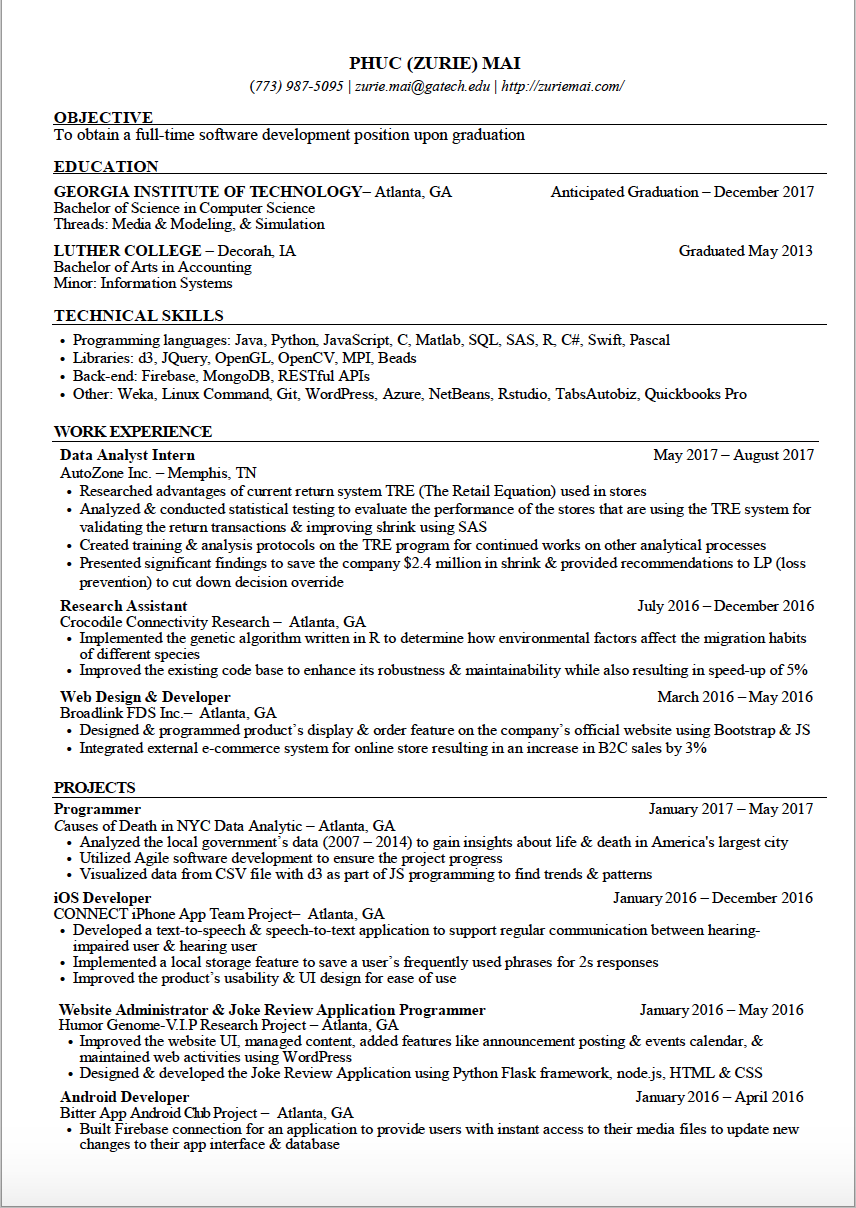 PHUC (ZURIE) MAI
(773) 987-5095 | zurie.mai@gatech.edu | http://zuriemai.com/
OBJECTIVE
To obtain a full-time software development position upon graduation
EDUCATION
GEORGIA INSTITUTE OF TECHNOLOGY– Atlanta, GA Anticipated Graduation – December 2017
Bachelor of Science in Computer Science
Threads: Media & Modeling, & Simulation
LUTHER COLLEGE – Decorah, IA Graduated May 2013
Bachelor of Arts in Accounting
Minor: Information Systems
TECHNICAL SKILLS
• Programming languages: Java, Python, JavaScript, C, Matlab, SQL, SAS, R, C#, Swift, Pascal
• Libraries: d3, JQuery, OpenGL, OpenCV, MPI, Beads
• Back-end: Firebase, MongoDB, RESTful APIs
• Other: Weka, Linux Command, Git, WordPress, Azure, NetBeans, Rstudio, TabsAutobiz, Quickbooks Pro
WORK EXPERIENCE
Data Analyst Intern May 2017 – August 2017
AutoZone Inc. – Memphis, TN
• Researched advantages of current return system TRE (The Retail Equation) used in stores
• Analyzed & conducted statistical testing to evaluate the performance of the stores that are using the TRE system for
validating the return transactions & improving shrink using SAS
• Created training & analysis protocols on the TRE program for continued works on other analytical processes
• Presented significant findings to save the company $2.4 million in shrink & provided recommendations to LP (loss
prevention) to cut down decision override
Research Assistant July 2016 – December 2016
Crocodile Connectivity Research – Atlanta, GA
• Implemented the genetic algorithm written in R to determine how environmental factors affect the migration habits
of different species
• Improved the existing code base to enhance its robustness & maintainability while also resulting in speed-up of 5%
Web Design & Developer March 2016 – May 2016
Broadlink FDS Inc.– Atlanta, GA
• Designed & programmed product’s display & order feature on the company’s official website using Bootstrap & JS
• Integrated external e-commerce system for online store resulting in an increase in B2C sales by 3%
PROJECTS
Programmer January 2017 – May 2017
Causes of Death in NYC Data Analytic – Atlanta, GA
• Analyzed the local government’s data (2007 – 2014) to gain insights about life & death in America's largest city
• Utilized Agile software development to ensure the project progress
• Visualized data from CSV file with d3 as part of JS programming to find trends & patterns
iOS Developer January 2016 – December 2016
CONNECT iPhone App Team Project– Atlanta, GA
• Developed a text-to-speech & speech-to-text application to support regular communication between hearing-
impaired user & hearing user
• Implemented a local storage feature to save a user’s frequently used phrases for 2s responses
• Improved the product’s usability & UI design for ease of use
Website Administrator & Joke Review Application Programmer January 2016 – May 2016
Humor Genome-V.I.P Research Project – Atlanta, GA
• Improved the website UI, managed content, added features like announcement posting & events calendar, &
maintained web activities using WordPress
• Designed & developed the Joke Review Application using Python Flask framework, node.js, HTML & CSS
Android Developer January 2016 – April 2016
Bitter App Android Club Project – Atlanta, GA
• Built Firebase connection for an application to provide users with instant access to their media files to update new
changes to their app interface & database